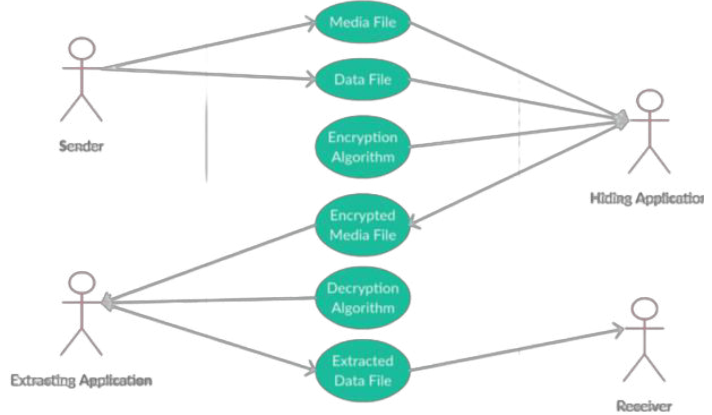 Media File
Data File
Sender
Encryption
Algorithm
Hiding Application
Encrypted
Media File
Decryption
Algorithm
Extracting Application
Extracted
Data File
Receiver